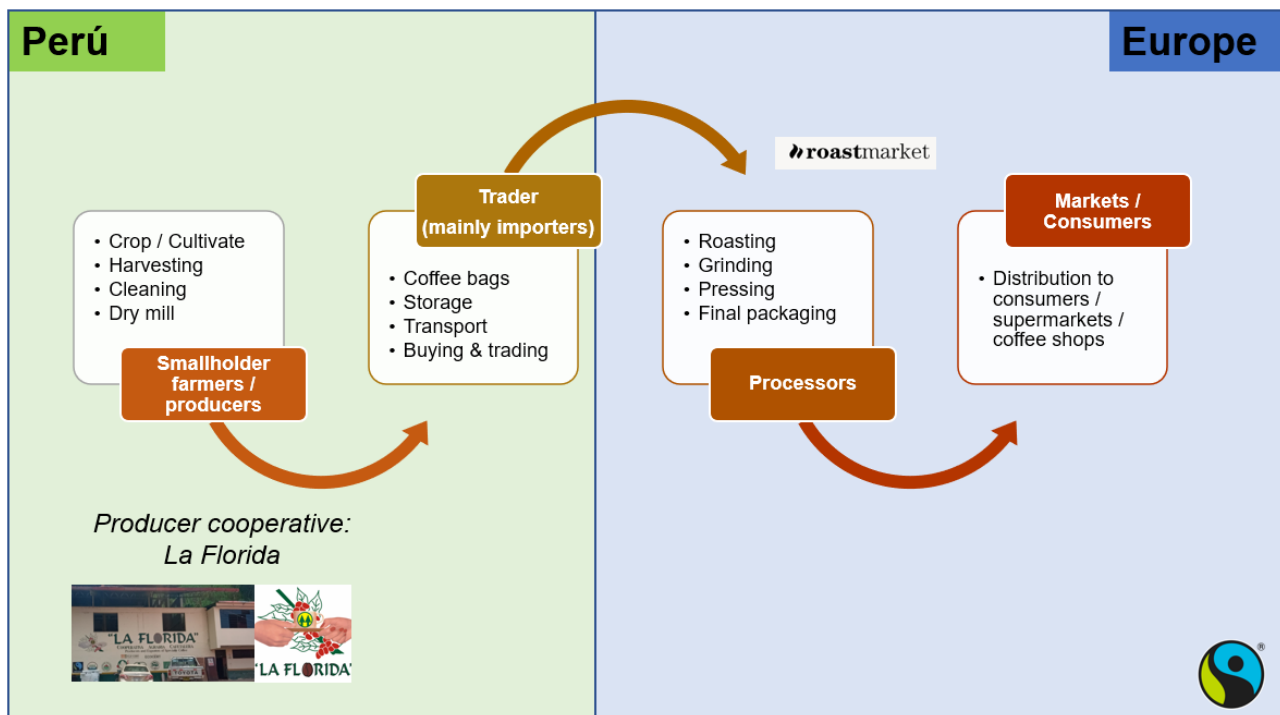 Perú
Europe
roastmarket
Trader
(mainly importers)
Markets /
Consumers
• Crop / Cultivate
• Harvesting
• Cleaning
• Dry mill
• Coffee bags
• Storage
• Transport
• Buying & trading
• Roasting
• Grinding
• Pressing
• Final packaging
• Distribution to
consumers /
supermarkets /
coffee shops
Smallholder
farmers /
producers
Processors
Producer cooperative:
La Florida
"LA FLORIDA"
"LA FLORIDA"
®